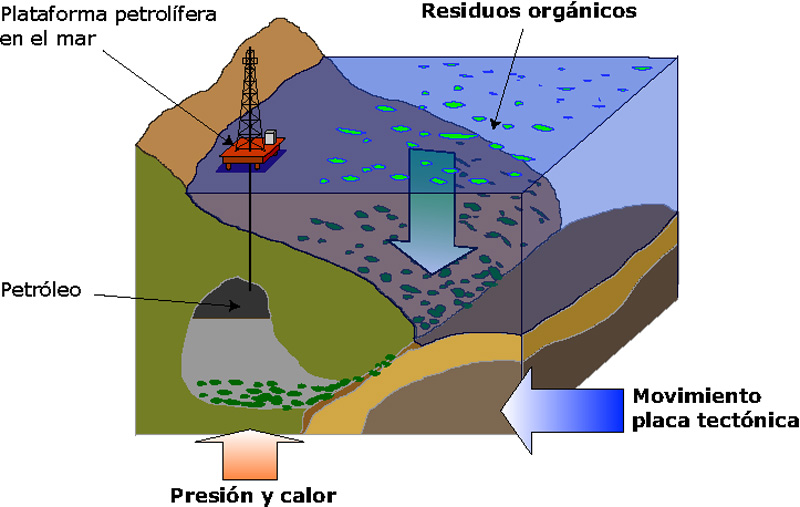 Plataforma petrolífera
en el mar
Residuos orgánicos
Petróleo
Movimiento
placa tectónica
Presión y calor